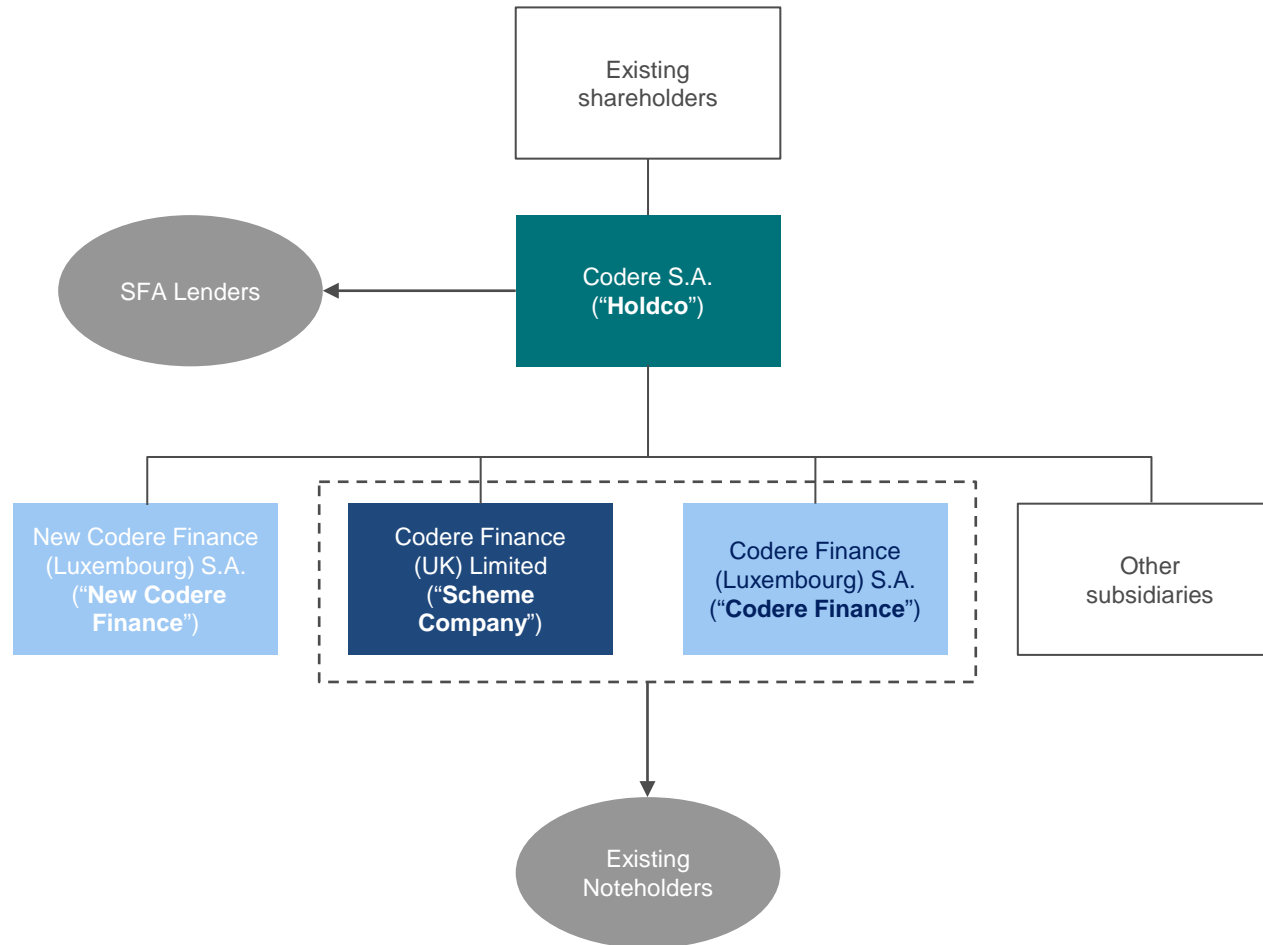 Existing
shareholders
SFA Lenders
Codere S.A.
(“Holdco”)
New Codere Finance
(Luxembourg) S.A.
(“New Codere
Finance”)
Codere Finance
(UK) Limited
(“Scheme
Company”)
Codere Finance
(Luxembourg) S.A.
(“Codere Finance”)
Other
subsidiaries
Existing
Noteholders